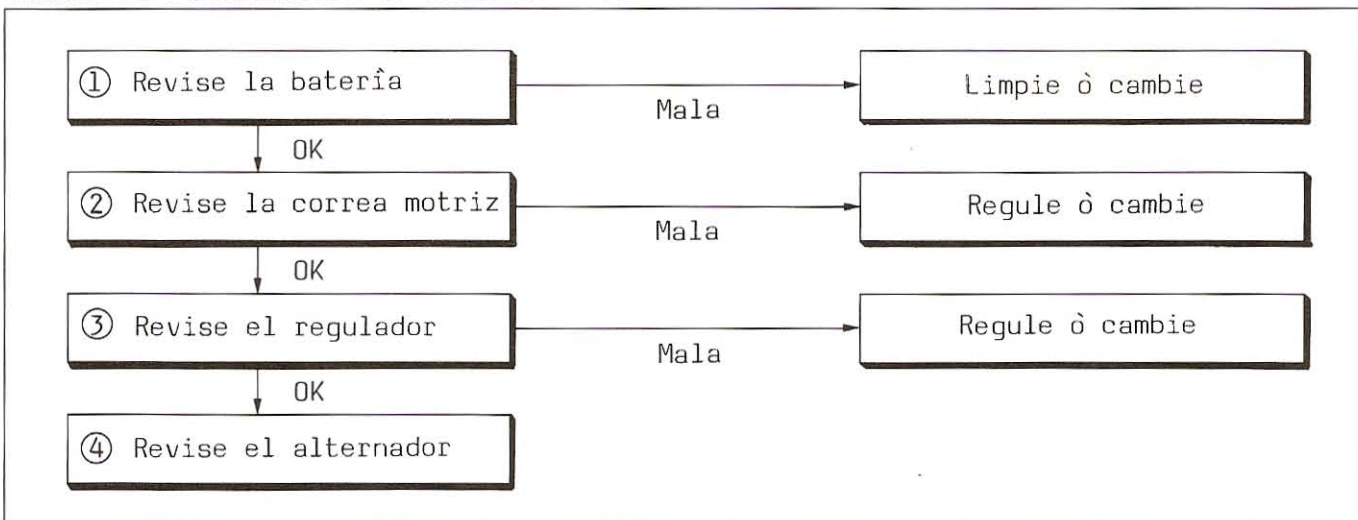 ① Revise la baterîa
Mala
Limpie ò cambie
OK
② Revise la correa motriz
Mala
Regule ò cambie
OK
③ Revise el regulador
Mala
Regule ò cambie
OK
④ Revise el alternador